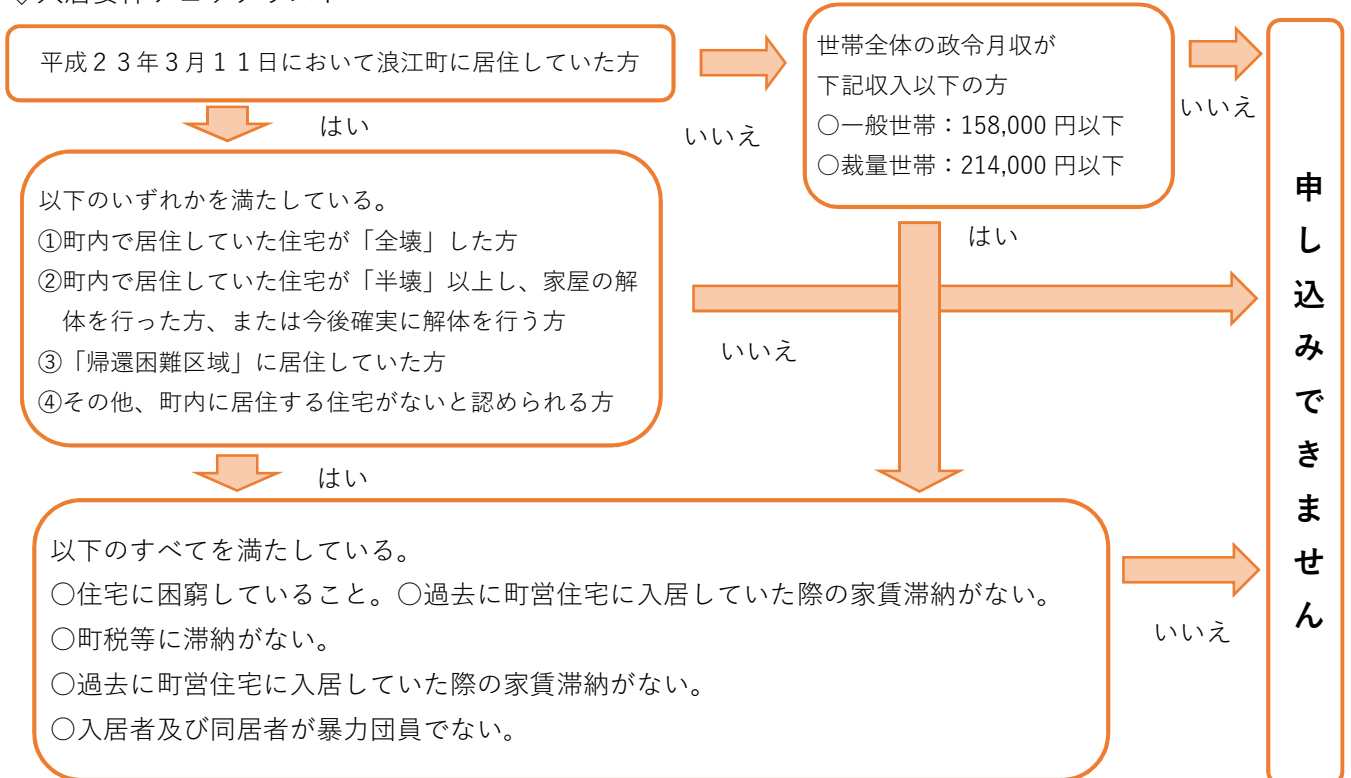 平成２３年３月１１日において浪江町に居住していた方
世帯全体の政令月収が
下記収入以下の方
○一般世帯：158,000 円以下
○裁量世帯：214,000 円以下
はい
いいえ
いいえ
以下のいずれかを満たしている。
①町内で居住していた住宅が「全壊」した方
②町内で居住していた住宅が「半壊」以上し、家屋の解
体を行った方、または今後確実に解体を行う方
③「帰還困難区域」に居住していた方
④その他、町内に居住する住宅がないと認められる方
はい
いいえ
はい
以下のすべてを満たしている。
○住宅に困窮していること。○過去に町営住宅に入居していた際の家賃滞納がない。
○町税等に滞納がない。
○過去に町営住宅に入居していた際の家賃滞納がない。
○入居者及び同居者が暴力団員でない。
いいえ
申し込みできません